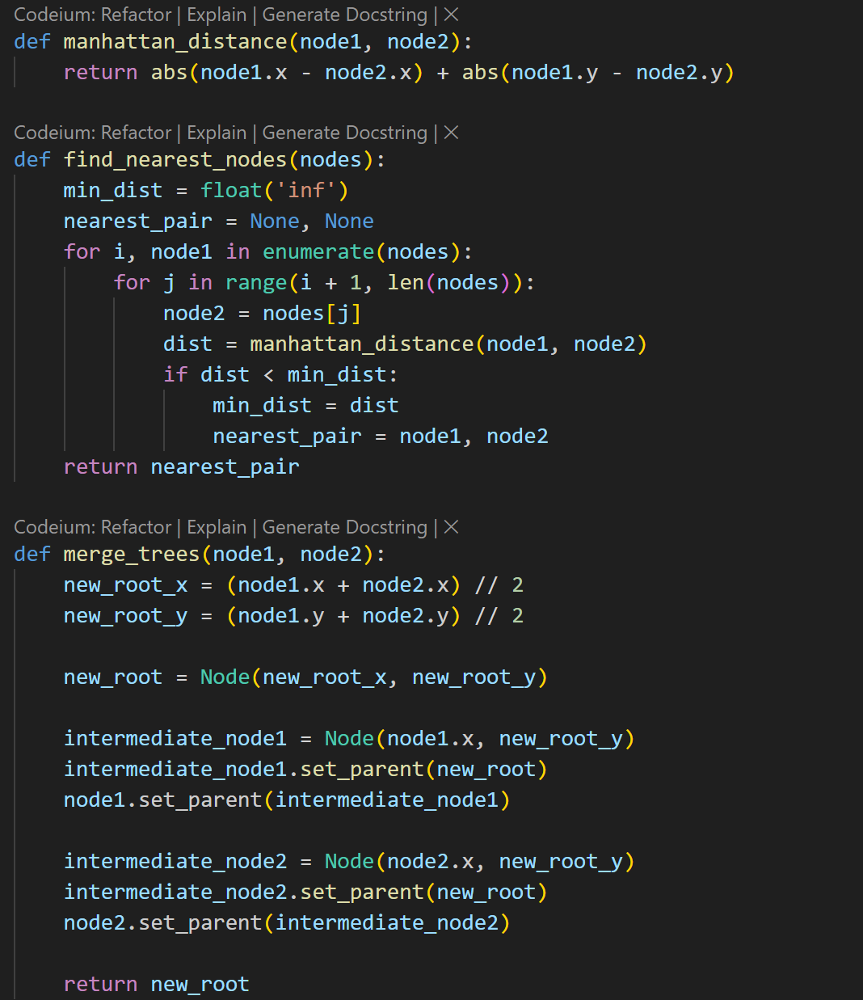 Codeium: Refactor | Explain | Generate Docstring | ✕
def manhattan_distance(node1, node2):
    return abs(node1.x - node2.x) + abs(node1.y - node2.y)

Codeium: Refactor | Explain | Generate Docstring | ✕
def find_nearest_nodes(nodes):
    min_dist = float('inf')
    nearest_pair = None, None
    for i, node1 in enumerate(nodes):
        for j in range(i + 1, len(nodes)):
            node2 = nodes[j]
            dist = manhattan_distance(node1, node2)
            if dist < min_dist:
                min_dist = dist
                nearest_pair = node1, node2
    return nearest_pair

Codeium: Refactor | Explain | Generate Docstring | ✕
def merge_trees(node1, node2):
    new_root_x = (node1.x + node2.x) // 2
    new_root_y = (node1.y + node2.y) // 2

    new_root = Node(new_root_x, new_root_y)

    intermediate_node1 = Node(node1.x, new_root_y)
    intermediate_node1.set_parent(new_root)
    node1.set_parent(intermediate_node1)

    intermediate_node2 = Node(node2.x, new_root_y)
    intermediate_node2.set_parent(new_root)
    node2.set_parent(intermediate_node2)

    return new_root